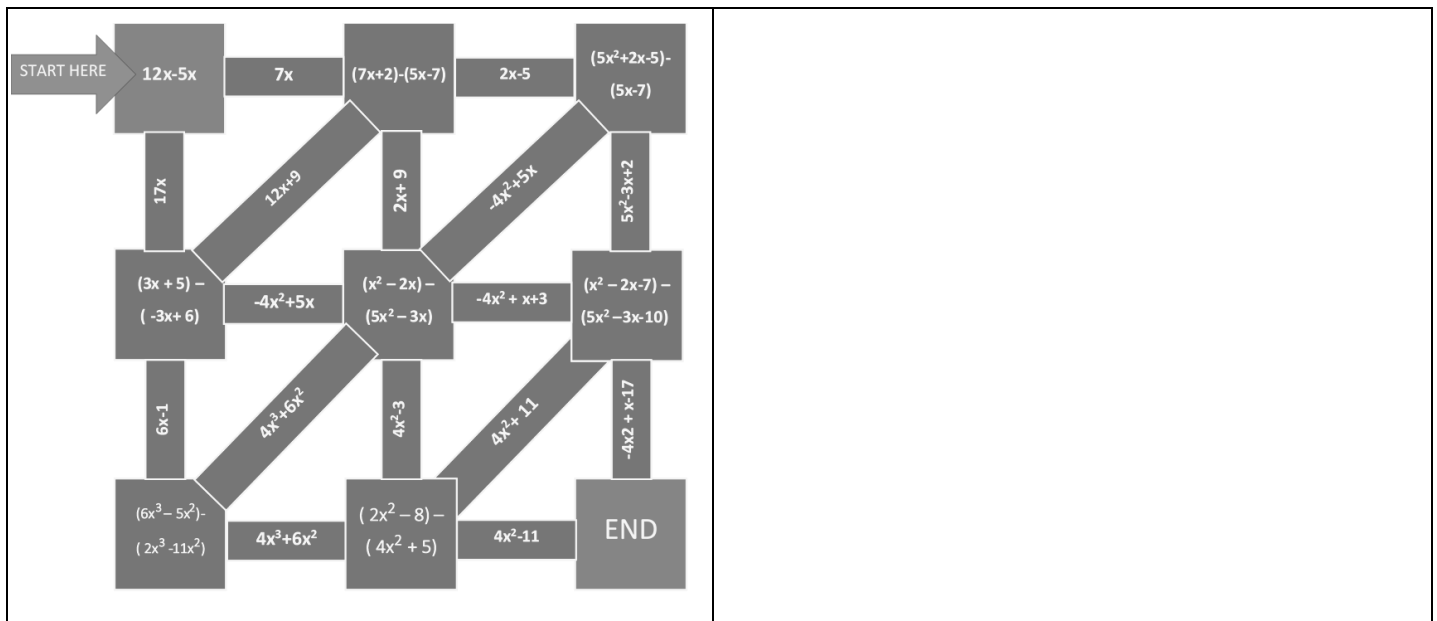 START HERE
12x-5x
7x
(7x+2)-(5x-7)
2x-5
(5x²+2x-5)-
(5x-7)
17x
12x+9
2x+ 9
-4x²+5x
5x²-3x+2
(3x + 5) –
( -3x+ 6)
-4x²+5x
(x² – 2x) –
(5x² – 3x)
-4x² + x+3
(x² – 2x-7) –
(5x² –3x-10)
6x-1
4x³+6x²
4x²-3
4x²+ 11
-4x2 + x-17
(6x³ – 5x²)-
( 2x³ -11x²)
4x³+6x²
( 2x² – 8) –
( 4x² + 5)
4x²-11
END